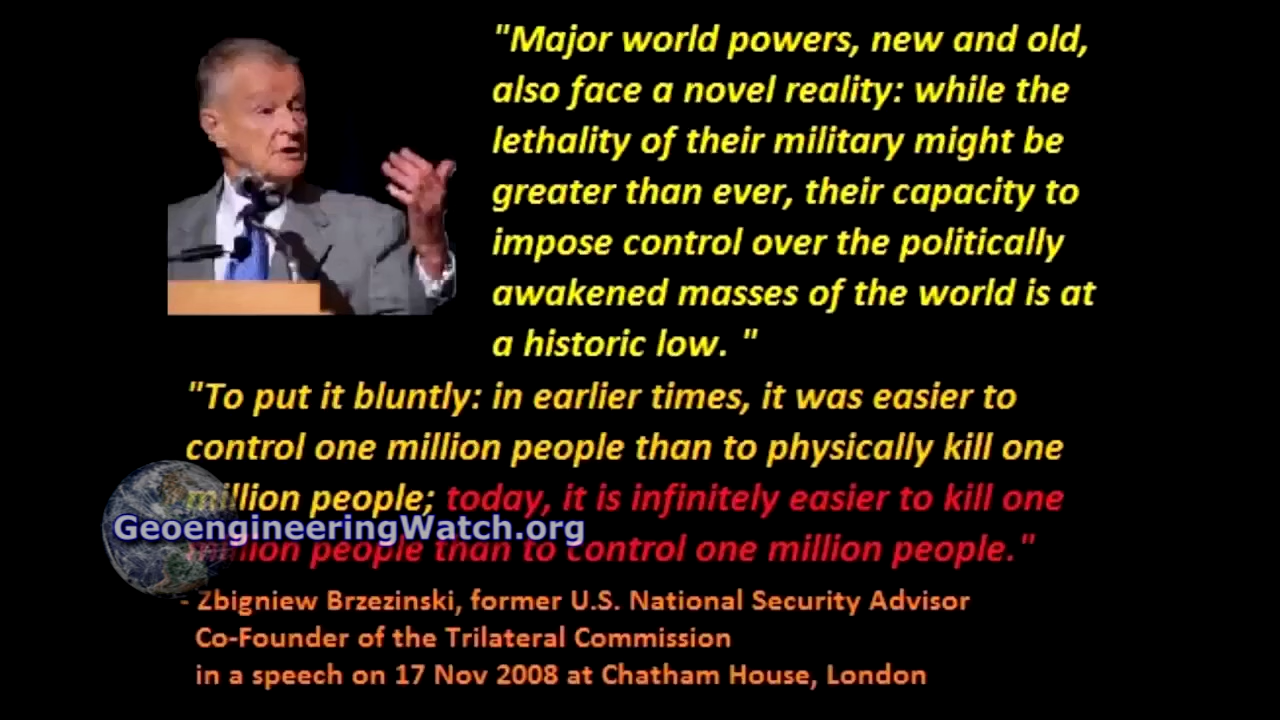 "Major world powers, new and old,
also face a novel reality: while the
lethality of their military might be
greater than ever, their capacity to
impose control over the politically
awakened masses of the world is at
a historic low. "
"To put it bluntly: in earlier times, it was easier to
control one million people than to physically kill one
million people; today, it is infinitely easier to kill one
GeoengineeringWatch.org
million people than to control one million people."
- Zbigniew Brzezinski, former U.S. National Security Advisor
Co-Founder of the Trilateral Commission
in a speech on 17 Nov 2008 at Chatham House, London